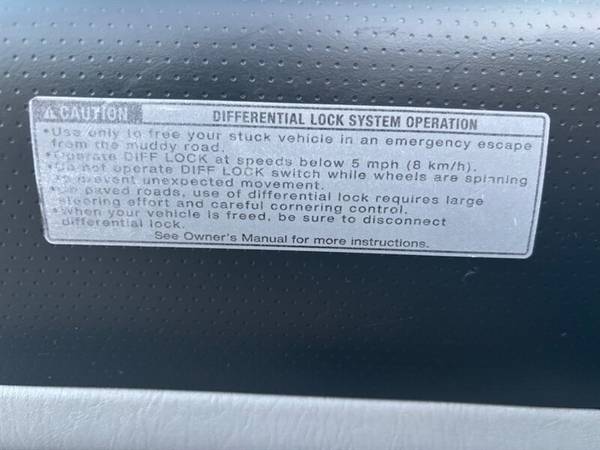 ⚠ CAUTION DIFFERENTIAL LOCK SYSTEM OPERATION
•Use only to free your stuck vehicle in an emergency escape
from the muddy road.
•Operate DIFF LOCK at speeds below 5 mph (8 km/h).
•Do not operate DIFF LOCK switch while wheels are spinning
to prevent unexpected movement.
•On paved roads, use of differential lock requires large
steering effort and careful cornering control.
•When your vehicle is freed, be sure to disconnect
differential lock.
See Owner's Manual for more instructions.